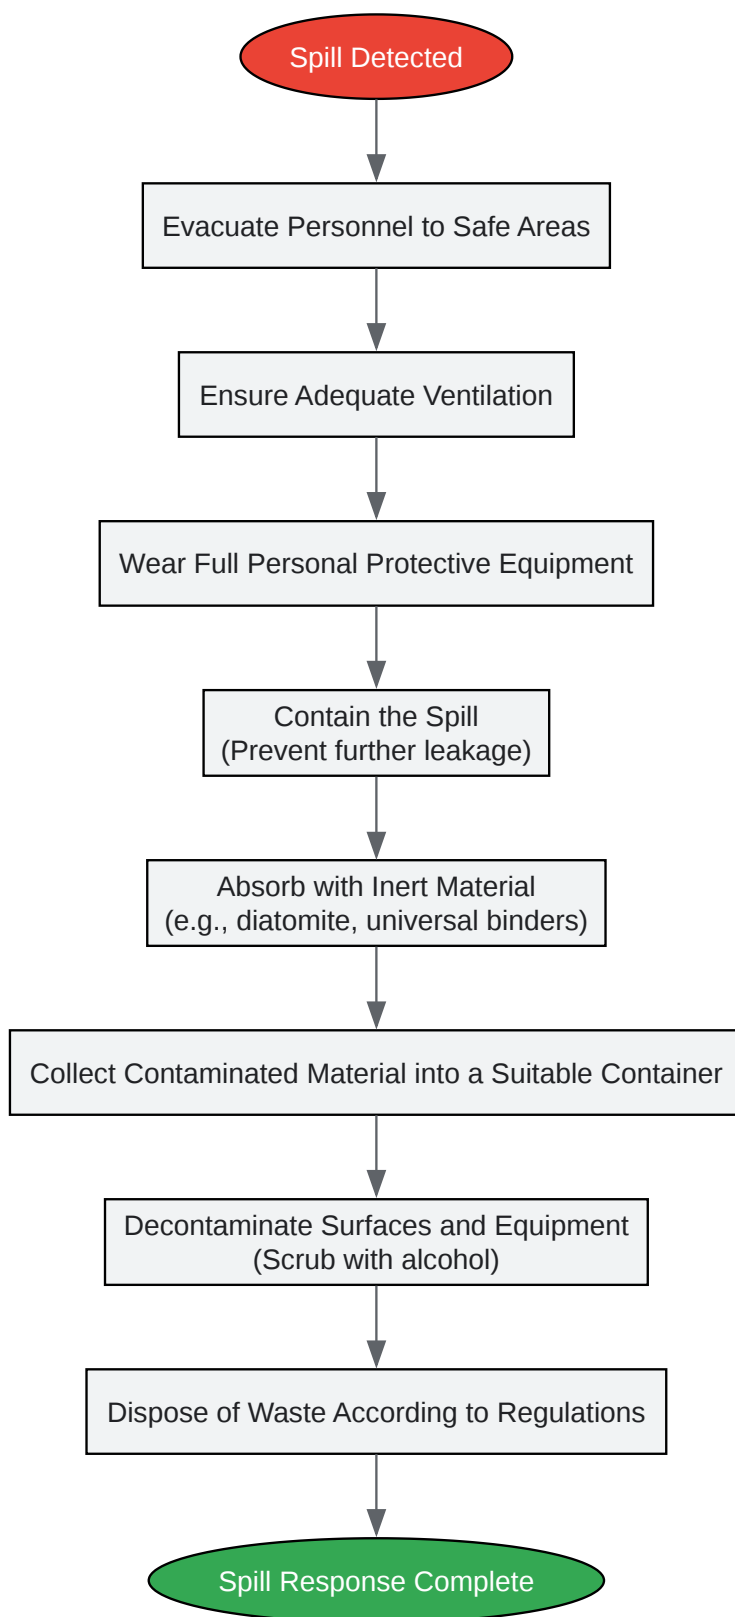 Spill Detected
Evacuate Personnel to Safe Areas
Ensure Adequate Ventilation
Wear Full Personal Protective Equipment
Contain the Spill
(Prevent further leakage)
Absorb with Inert Material
(e.g., diatomite, universal binders)
Collect Contaminated Material into a Suitable Container
Decontaminate Surfaces and Equipment
(Scrub with alcohol)
Dispose of Waste According to Regulations
Spill Response Complete